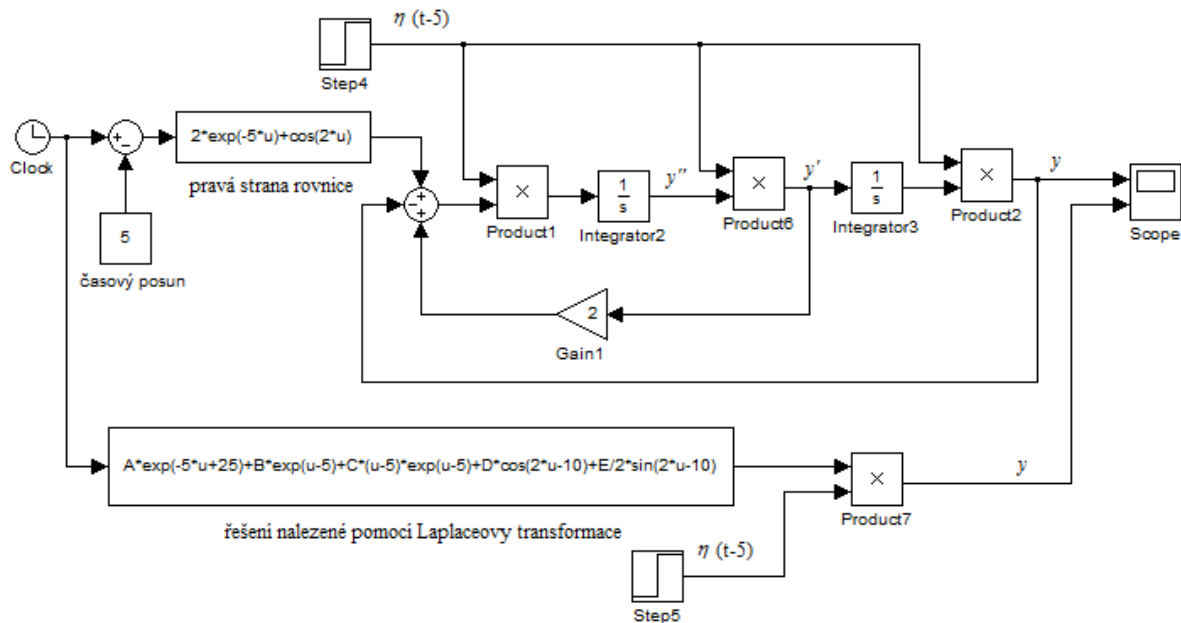 η (t-5)
Step4
Clock
2*exp(-5*u)+cos(2*u)
pravá strana rovnice
5
časový posun
+
−
+
−
+
×
Product1
1
s
Integrator2
y''
×
Product6
y'
1
s
Integrator3
×
Product2
y
Scope
2
Gain1
A*exp(-5*u+25)+B*exp(u-5)+C*(u-5)*exp(u-5)+D*cos(2*u-10)+E/2*sin(2*u-10)
řešení nalezené pomocí Laplaceovy transformace
×
Product7
y
η (t-5)
Step5